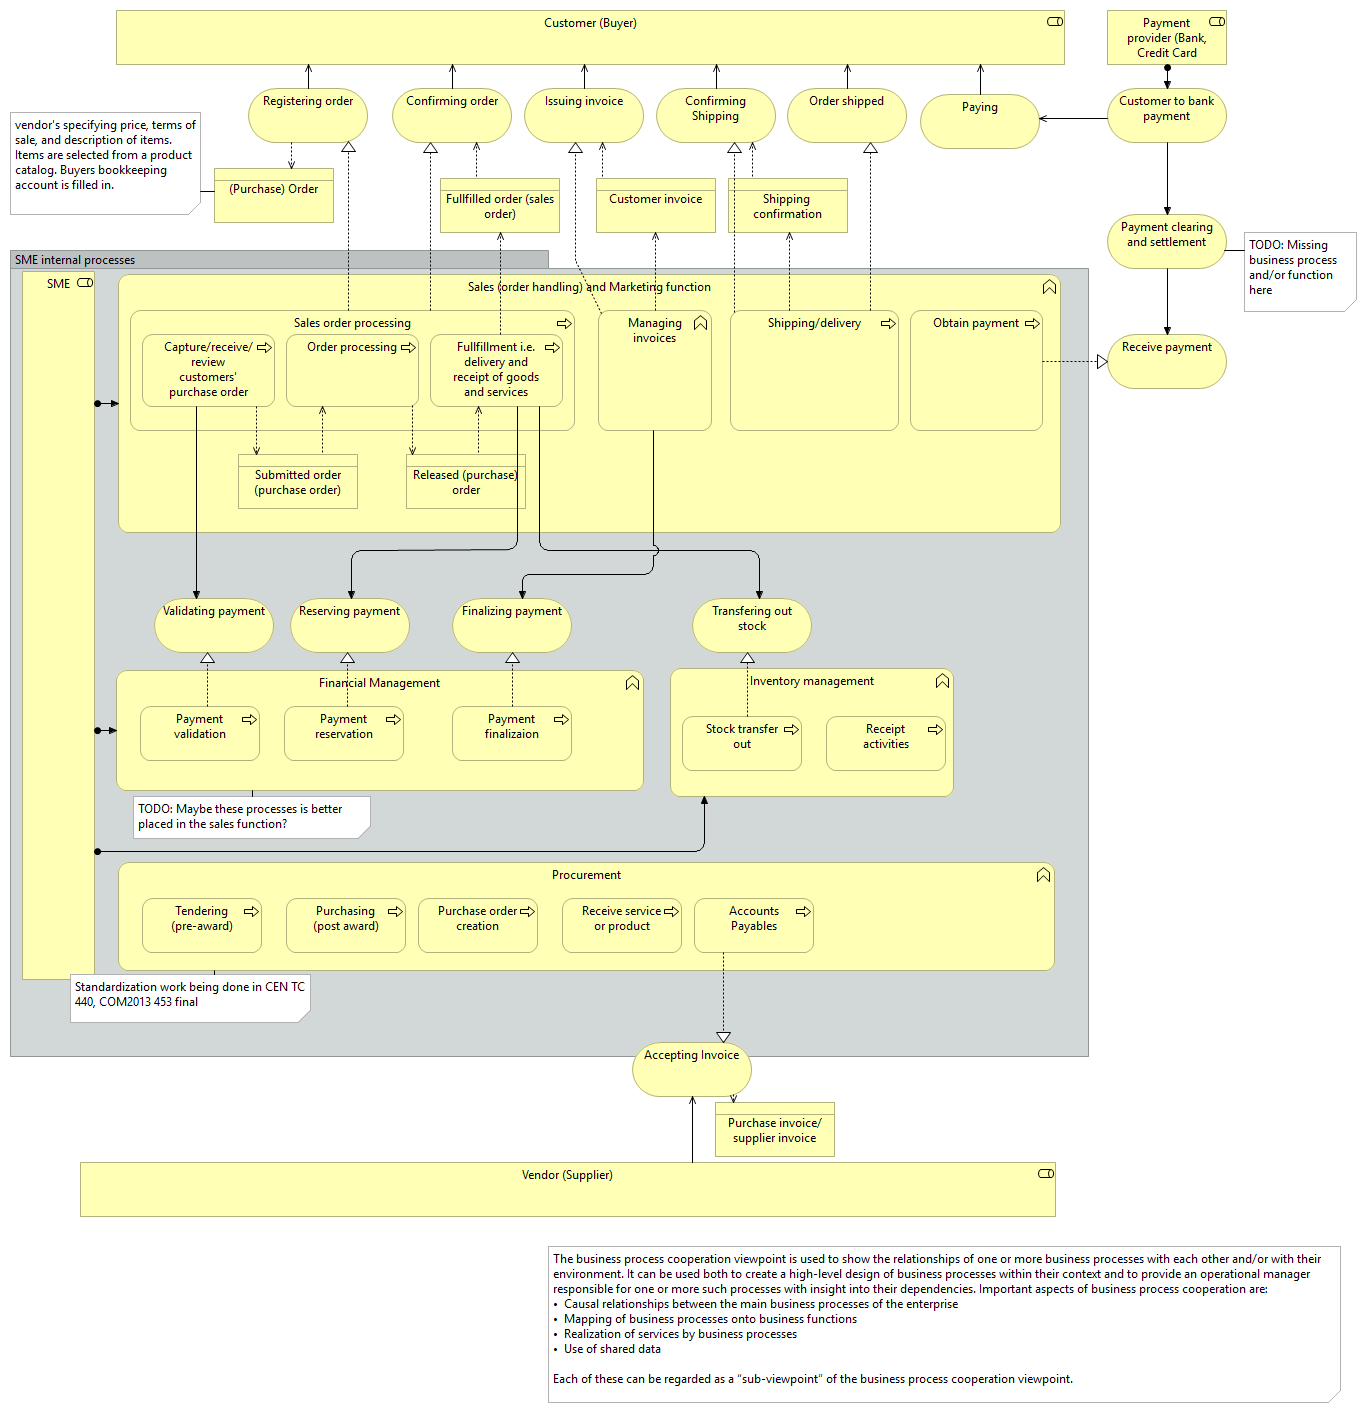 Customer (Buyer)
Payment
provider (Bank,
Credit Card
Registering order
Confirming order
Issuing invoice
Confirming
Shipping
Order shipped
Paying
Customer to bank
payment
vendor's specifying price, terms of
sale, and description of items.
Items are selected from a product
catalog. Buyers bookkeeping
account is filled in.
(Purchase) Order
Fullfilled order (sales
order)
Customer invoice
Shipping
confirmation
Payment clearing
and settlement
TODO: Missing
business process
and/or function
here
SME internal processes
SME
Sales (order handling) and Marketing function
Sales order processing
Managing
invoices
Shipping/delivery
Obtain payment
Receive payment
Capture/receive/
review
customers'
purchase order
Order processing
Fullfillment i.e.
delivery and
receipt of goods
and services
Submitted order
(purchase order)
Released (purchase)
order
Validating payment
Reserving payment
Finalizing payment
Transfering out
stock
Financial Management
Inventory management
Payment
validation
Payment
reservation
Payment
finalizaion
Stock transfer
out
Receipt
activities
TODO: Maybe these processes is better
placed in the sales function?
Procurement
Tendering
(pre-award)
Purchasing
(post award)
Purchase order
creation
Receive service
or product
Accounts
Payables
Standardization work being done in CEN TC
440, COM2013 453 final
Accepting Invoice
Purchase invoice/
supplier invoice
Vendor (Supplier)
The business process cooperation viewpoint is used to show the relationships of one or more business processes with each other and/or with their
environment. It can be used both to create a high-level design of business processes within their context and to provide an operational manager
responsible for one or more such processes with insight into their dependencies. Important aspects of business process cooperation are:
• Causal relationships between the main business processes of the enterprise
• Mapping of business processes onto business functions
• Realization of services by business processes
• Use of shared data
Each of these can be regarded as a “sub-viewpoint” of the business process cooperation viewpoint.